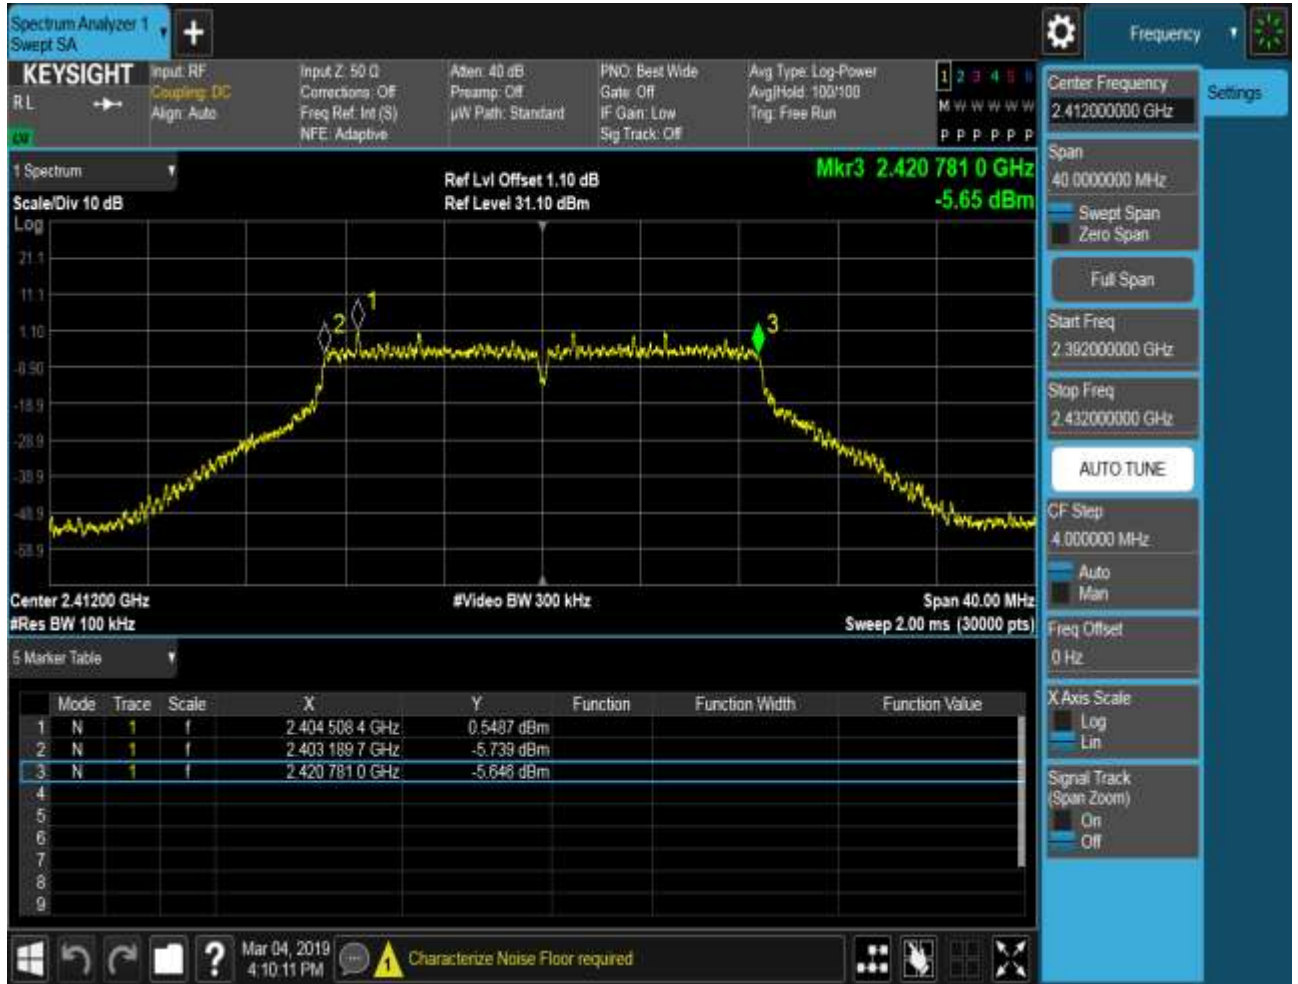 Spectrum Analyzer 1
Swept SA
+
Frequency
KEYSIGHT
RL
Input: RF
Coupling: DC
Align: Auto
Input Z: 50 Ω
Corrections: Off
Freq Ref: Int (S)
NFE: Adaptive
Atten: 40 dB
Preamp: Off
µW Path: Standard
PNO: Best Wide
Gate: Off
IF Gain: Low
Sig Track: Off
Avg Type: Log-Power
Avg|Hold: 100/100
Trig: Free Run
1 2 3 4 5 6
M W W W W W
P P P P P P
1 Spectrum
Scale/Div 10 dB
Ref Lvl Offset 1.10 dB
Ref Level 31.10 dBm
Mkr3 2.420 781 0 GHz
-5.65 dBm
Log
21.1
11.1
1.10
-8.90
-18.9
-28.9
-38.9
-48.9
-58.9
1
2
3
Center 2.41200 GHz
#Res BW 100 kHz
#Video BW 300 kHz
Span 40.00 MHz
Sweep 2.00 ms (30000 pts)
5 Marker Table
Mode Trace Scale X Y Function Function Width Function Value
1 N 1 f 2.404 508 4 GHz 0.5487 dBm
2 N 1 f 2.403 189 7 GHz -5.739 dBm
3 N 1 f 2.420 781 0 GHz -5.646 dBm
4
5
6
7
8
9
Center Frequency
2.412000000 GHz
Settings
Span
40.0000000 MHz
Swept Span
Zero Span
Full Span
Start Freq
2.392000000 GHz
Stop Freq
2.432000000 GHz
AUTO TUNE
CF Step
4.000000 MHz
Auto
Man
Freq Offset
0 Hz
X Axis Scale
Log
Lin
Signal Track
(Span Zoom)
On
Off
?
Mar 04, 2019
4:10:11 PM
1
Characterize Noise Floor required